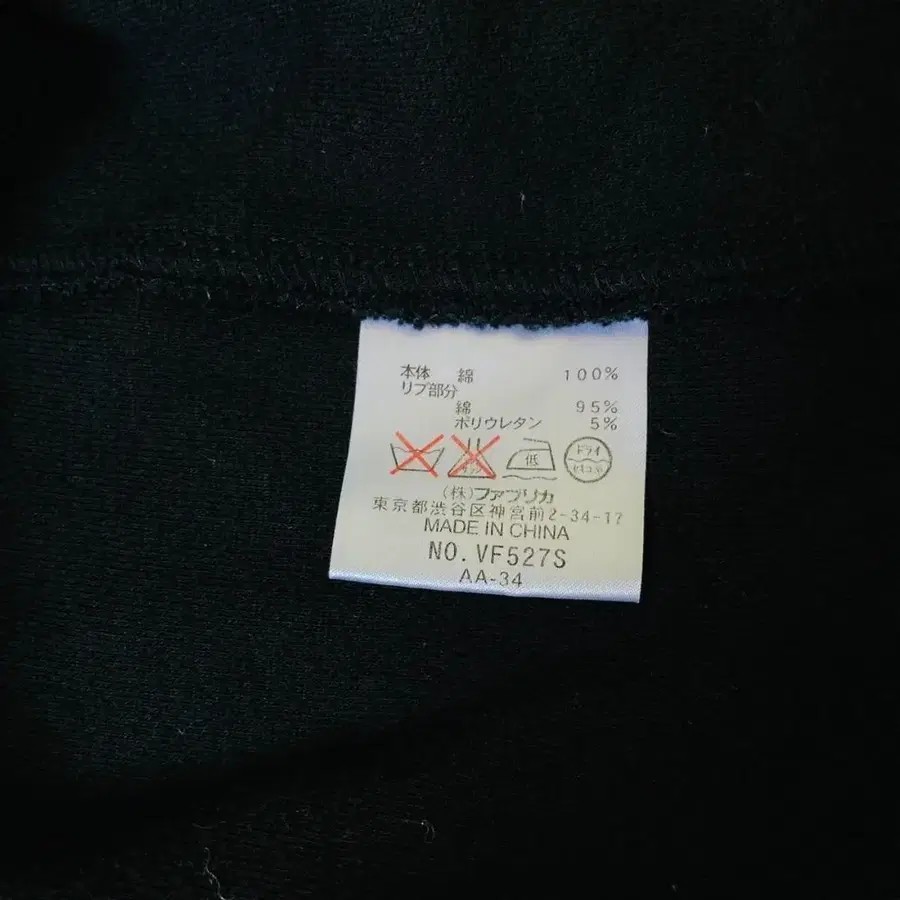 本体 綿 100%
リブ部分
綿 95%
ポリウレタン 5%
低 ドライ
(株)ファブリカ
東京都渋谷区神宮前2-34-17
MADE IN CHINA
NO.VF527S
AA-34